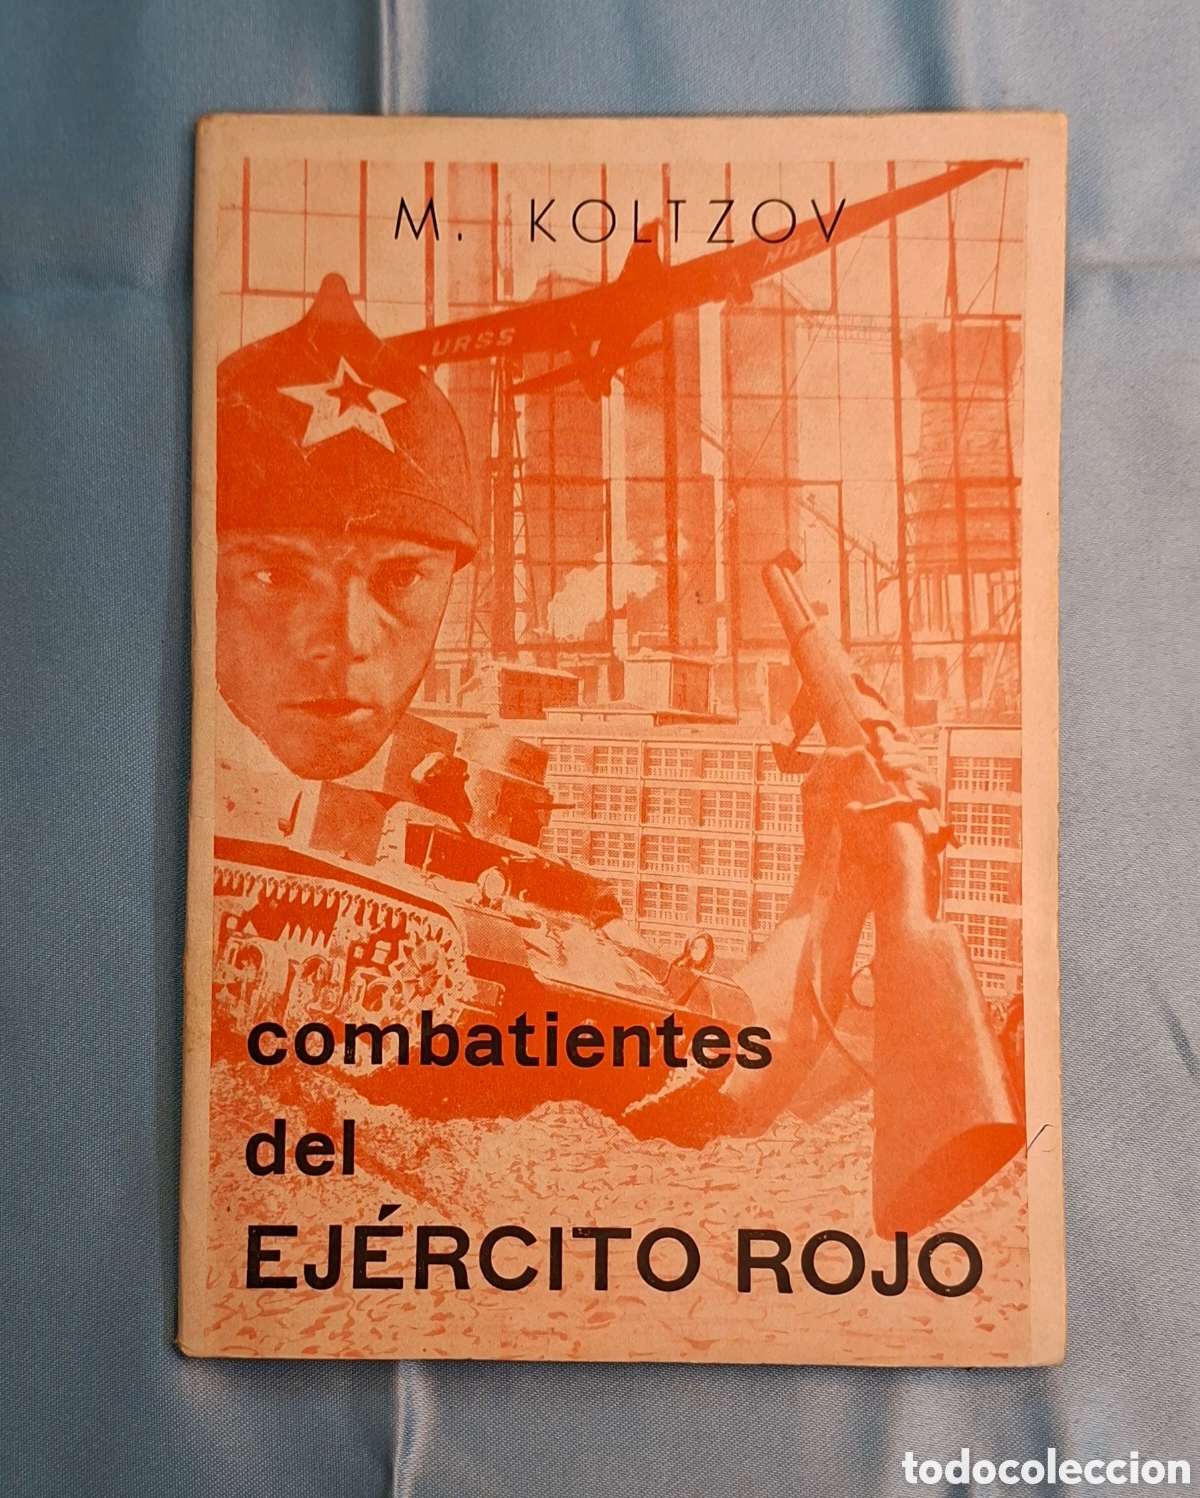 M. KOLTZOV
URSS
combatientes
del
EJÉRCITO ROJO
todocoleccion